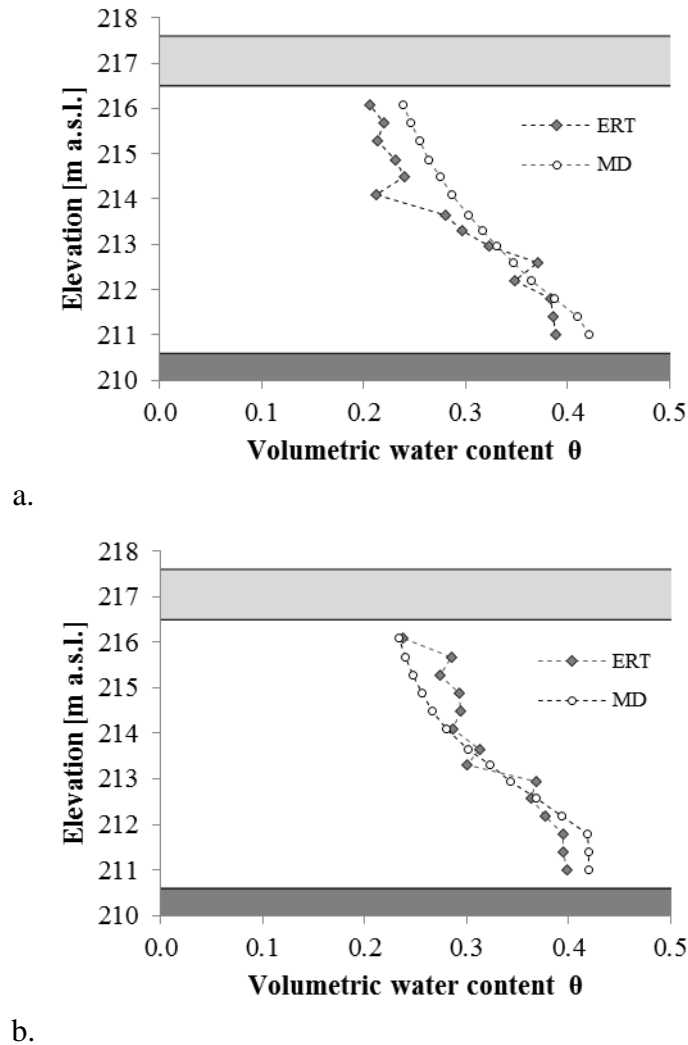 218
217
216
215
214
213
212
211
210
Elevation [m a.s.l.]
ERT
MD
0.0 0.1 0.2 0.3 0.4 0.5
Volumetric water content θ
a.
218
217
216
215
214
213
212
211
210
Elevation [m a.s.l.]
ERT
MD
0.0 0.1 0.2 0.3 0.4 0.5
Volumetric water content θ
b.